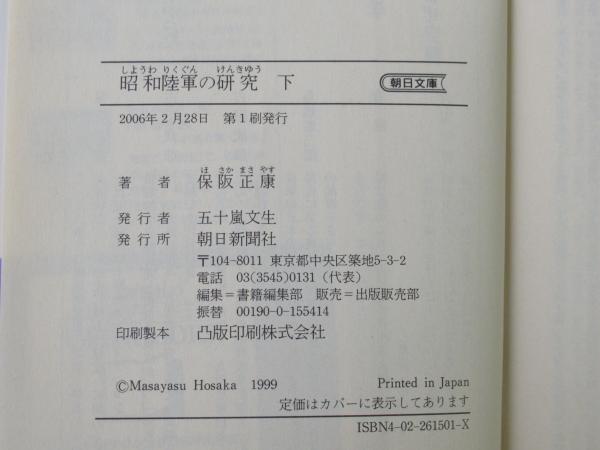 しようわ りくぐん けんきゆう
昭和陸軍の研究 下 朝日文庫
2006年2月28日 第1刷発行
ほ さか まさ やす
著者 保阪正康
発行者 五十嵐文生
発行所 朝日新聞社
〒104-8011 東京都中央区築地5-3-2
電話 03(3545)0131(代表)
編集=書籍編集部 販売=出版販売部
振替 00190-0-155414
印刷製本 凸版印刷株式会社
©Masayasu Hosaka 1999 Printed in Japan
定価はカバーに表示してあります
ISBN4-02-261501-X